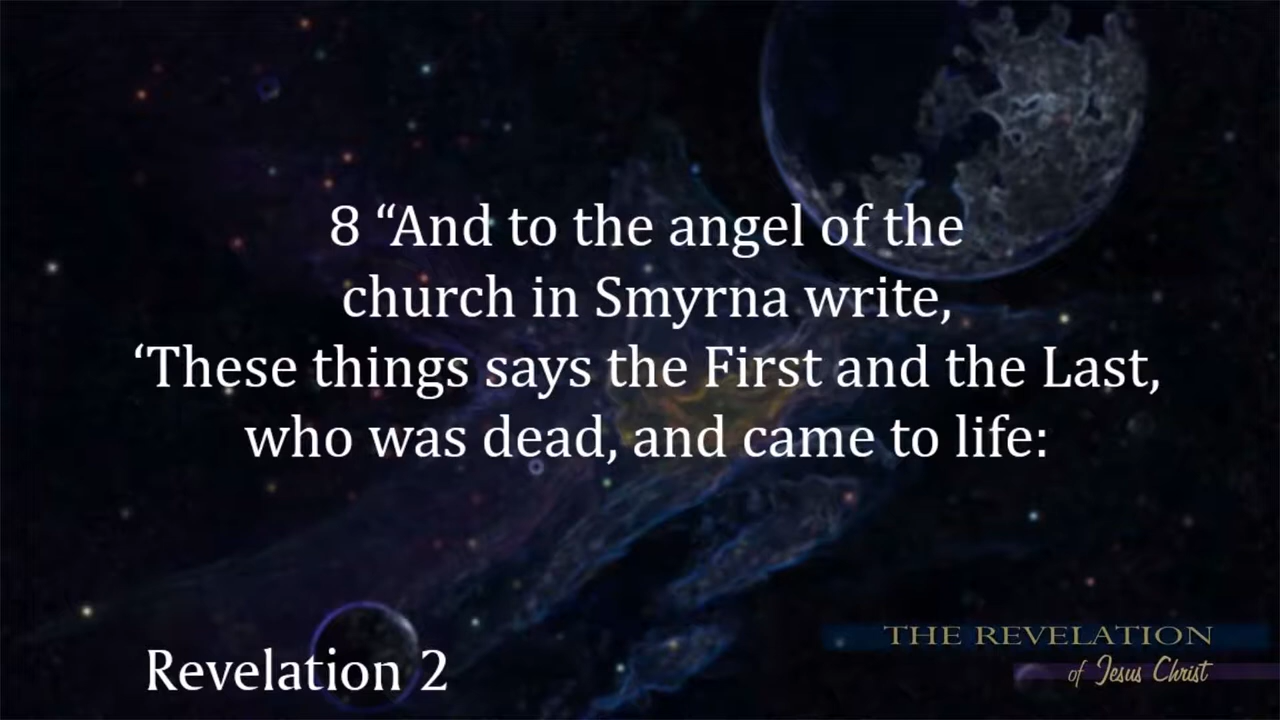 8 “And to the angel of the
church in Smyrna write,
‘These things says the First and the Last,
who was dead, and came to life:
Revelation 2
THE REVELATION
of Jesus Christ